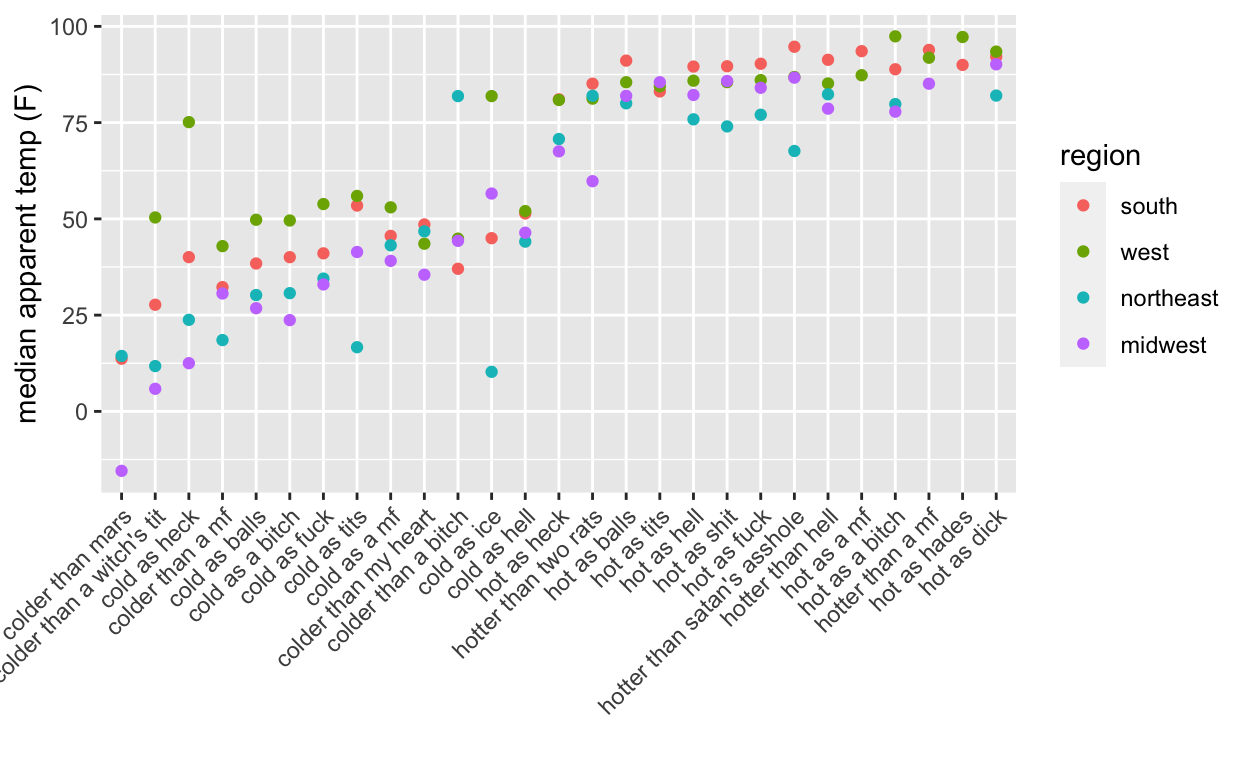 100
75
50
25
0
median apparent temp (F)
colder than mars
colder than a witch's tit
cold as heck
colder than a mf
cold as balls
cold as a bitch
cold as fuck
cold as tits
cold as a mf
colder than my heart
colder than a bitch
cold as ice
cold as hell
hot as heck
hotter than two rats
hot as balls
hot as tits
hot as hell
hot as shit
hot as fuck
hotter than satan's asshole
hotter than hell
hot as a mf
hot as a bitch
hotter than a mf
hot as hades
hot as dick
region
south
west
northeast
midwest